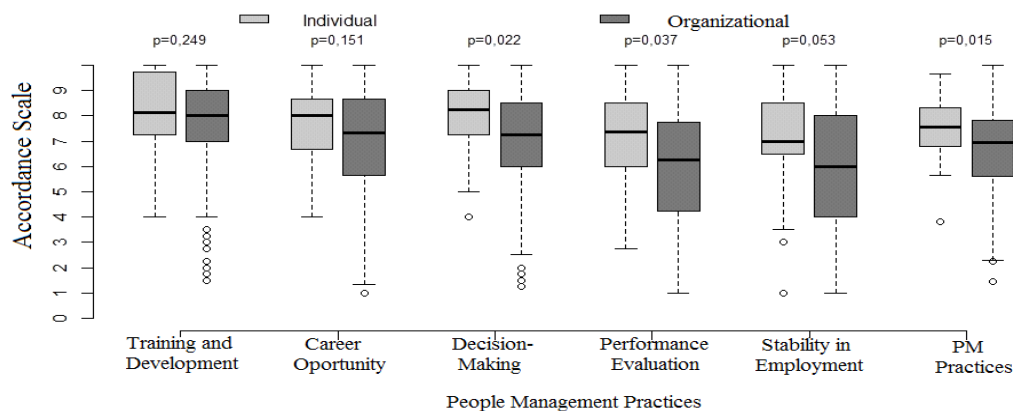 Individual
Organizational
p=0,249
p=0,151
p=0,022
p=0,037
p=0,053
p=0,015
Accordance Scale
9
8
7
6
5
4
3
2
1
0
Training and
Development
Career
Oportunity
Decision-
Making
Performance
Evaluation
Stability in
Employment
PM
Practices
People Management Practices